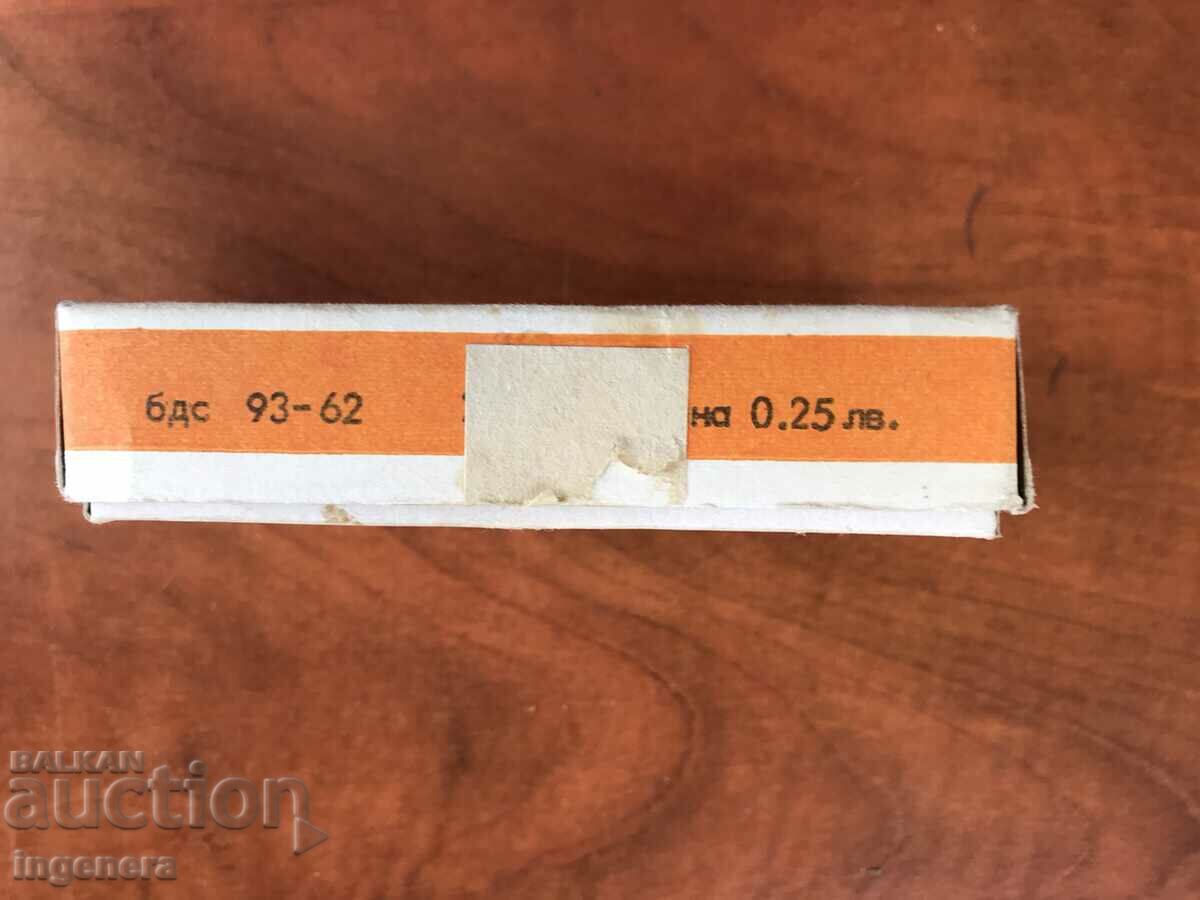 бдс 93-62 на 0.25 лв.
BALKAN
auction
ingenera